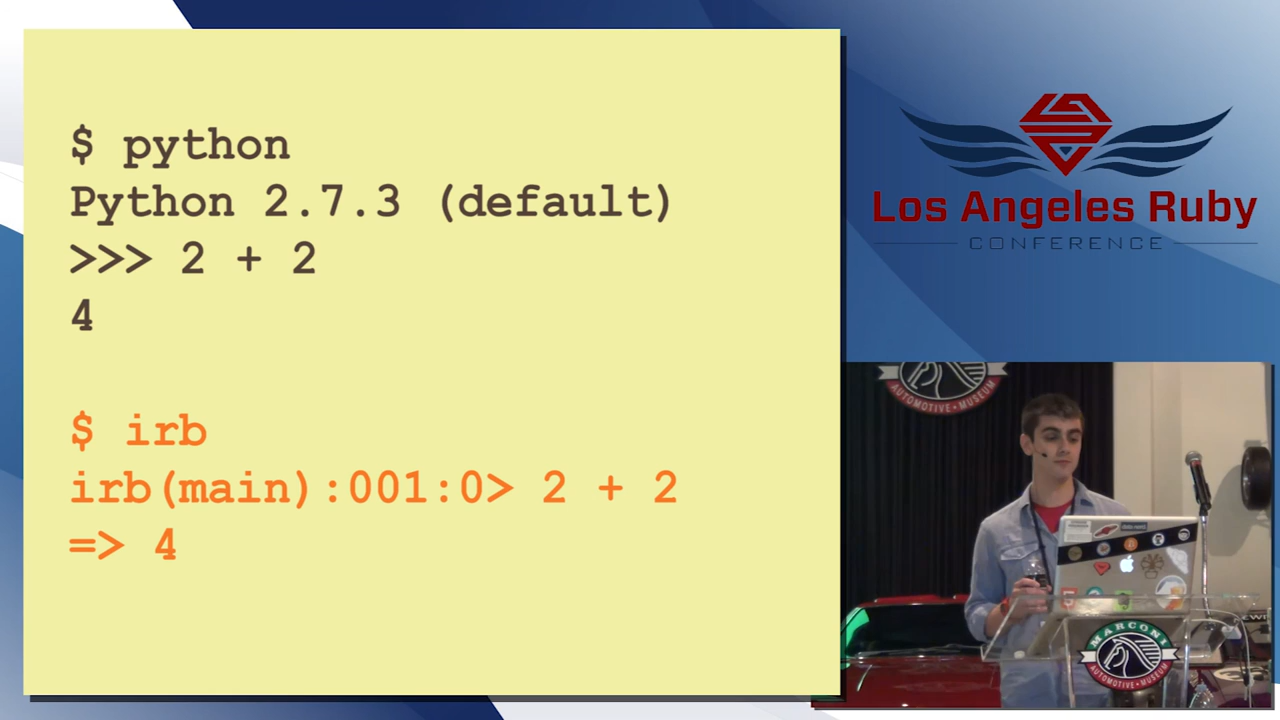 $ python
Python 2.7.3 (default)
>>> 2 + 2
4
$ irb
irb(main):001:0> 2 + 2
=> 4
Los Angeles Ruby
CONFERENCE
AUTOMOTIVE • MUSEUM
MARCONI
AUTOMOTIVE • MUSEUM